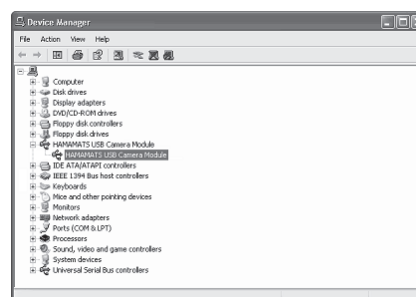 Device Manager
File Action View Help
Computer
Disk drives
Display adapters
DVD/CD-ROM drives
Floppy disk controllers
Floppy disk drives
HAMAMATS USB Camera Module
HAMAMATS USB Camera Module
IDE ATA/ATAPI controllers
IEEE 1394 Bus host controllers
Keyboards
Mice and other pointing devices
Monitors
Network adapters
Ports (COM & LPT)
Processors
Sound, video and game controllers
System devices
Universal Serial Bus controllers